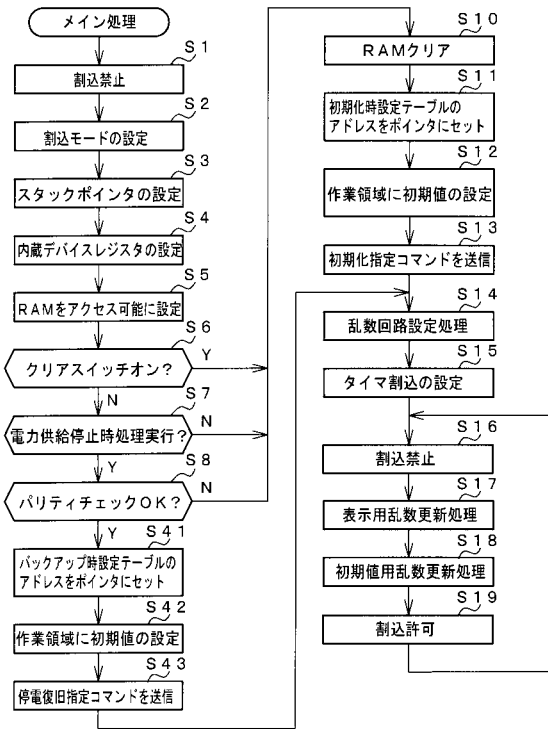 メイン処理
S1
割込禁止
S2
割込モードの設定
S3
スタックポインタの設定
S4
内蔵デバイスレジスタの設定
S5
RAMをアクセス可能に設定
S6
クリアスイッチオン?
Y
N
S7
電力供給停止時処理実行?
N
Y
S8
パリティチェックOK?
N
Y
S41
バックアップ時設定テーブルの
アドレスをポインタにセット
S42
作業領域に初期値の設定
S43
停電復旧指定コマンドを送信
S10
RAMクリア
S11
初期化時設定テーブルの
アドレスをポインタにセット
S12
作業領域に初期値の設定
S13
初期化指定コマンドを送信
S14
乱数回路設定処理
S15
タイマ割込の設定
S16
割込禁止
S17
表示用乱数更新処理
S18
初期値用乱数更新処理
S19
割込許可